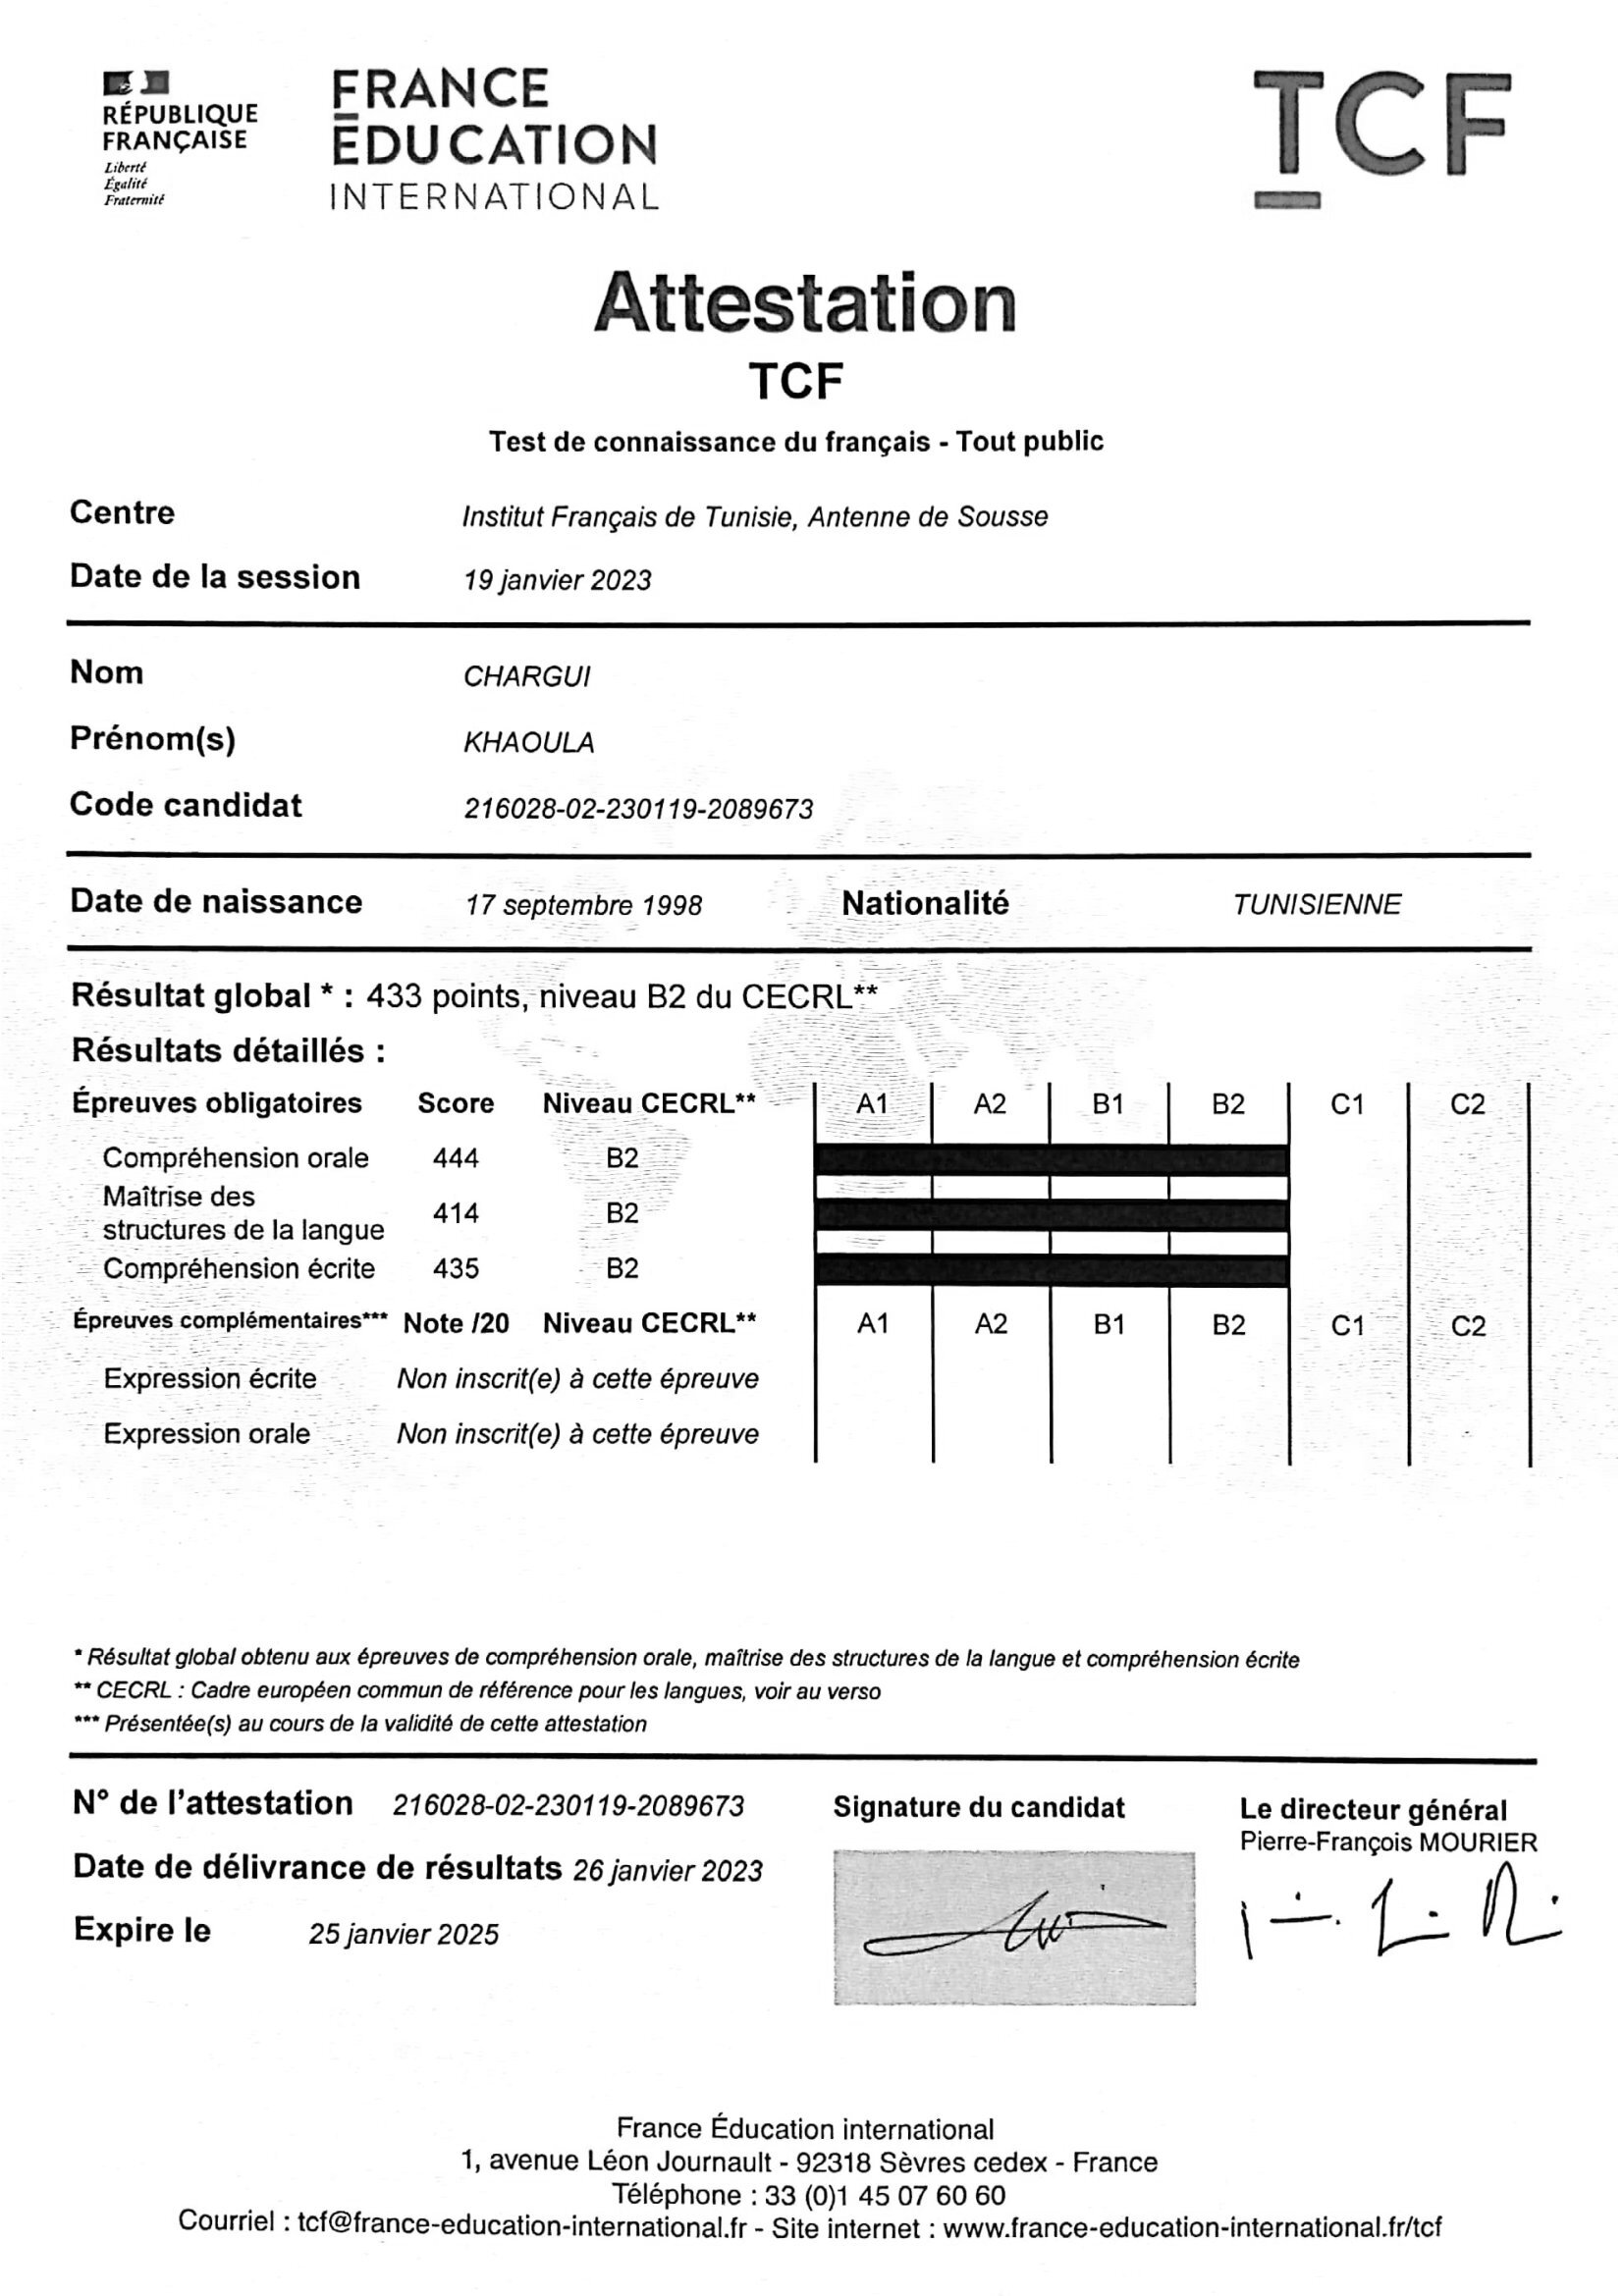 RÉPUBLIQUE
FRANÇAISE
Liberté
Égalité
Fraternité
FRANCE
ÉDUCATION
INTERNATIONAL
TCF
Attestation
TCF
Test de connaissance du français - Tout public
Centre Institut Français de Tunisie, Antenne de Sousse
Date de la session 19 janvier 2023
Nom CHARGUI
Prénom(s) KHAOULA
Code candidat 216028-02-230119-2089673
Date de naissance 17 septembre 1998 Nationalité TUNISIENNE
Résultat global * : 433 points, niveau B2 du CECRL**
Résultats détaillés :
Épreuves obligatoires Score Niveau CECRL** A1 A2 B1 B2 C1 C2
Compréhension orale 444 B2
Maîtrise des
structures de la langue 414 B2
Compréhension écrite 435 B2
Épreuves complémentaires*** Note /20 Niveau CECRL** A1 A2 B1 B2 C1 C2
Expression écrite Non inscrit(e) à cette épreuve
Expression orale Non inscrit(e) à cette épreuve
* Résultat global obtenu aux épreuves de compréhension orale, maîtrise des structures de la langue et compréhension écrite
** CECRL : Cadre européen commun de référence pour les langues, voir au verso
*** Présentée(s) au cours de la validité de cette attestation
N° de l'attestation 216028-02-230119-2089673
Date de délivrance de résultats 26 janvier 2023
Expire le 25 janvier 2025
Signature du candidat
Le directeur général
Pierre-François MOURIER
France Éducation international
1, avenue Léon Journault - 92318 Sèvres cedex - France
Téléphone : 33 (0)1 45 07 60 60
Courriel : tcf@france-education-international.fr - Site internet : www.france-education-international.fr/tcf